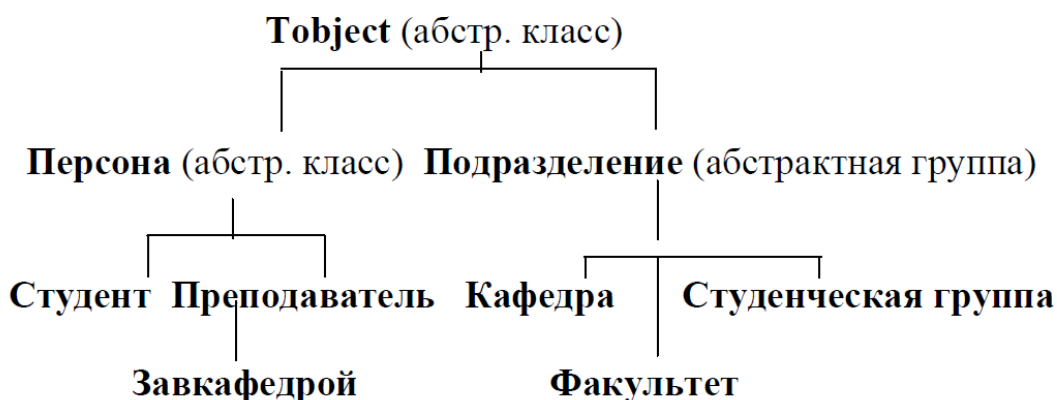 Tobject (абстр. класс)
Персона (абстр. класс) Подразделение (абстрактная группа)
Студент Преподаватель Кафедра Студенческая группа
Завкафедрой Факультет